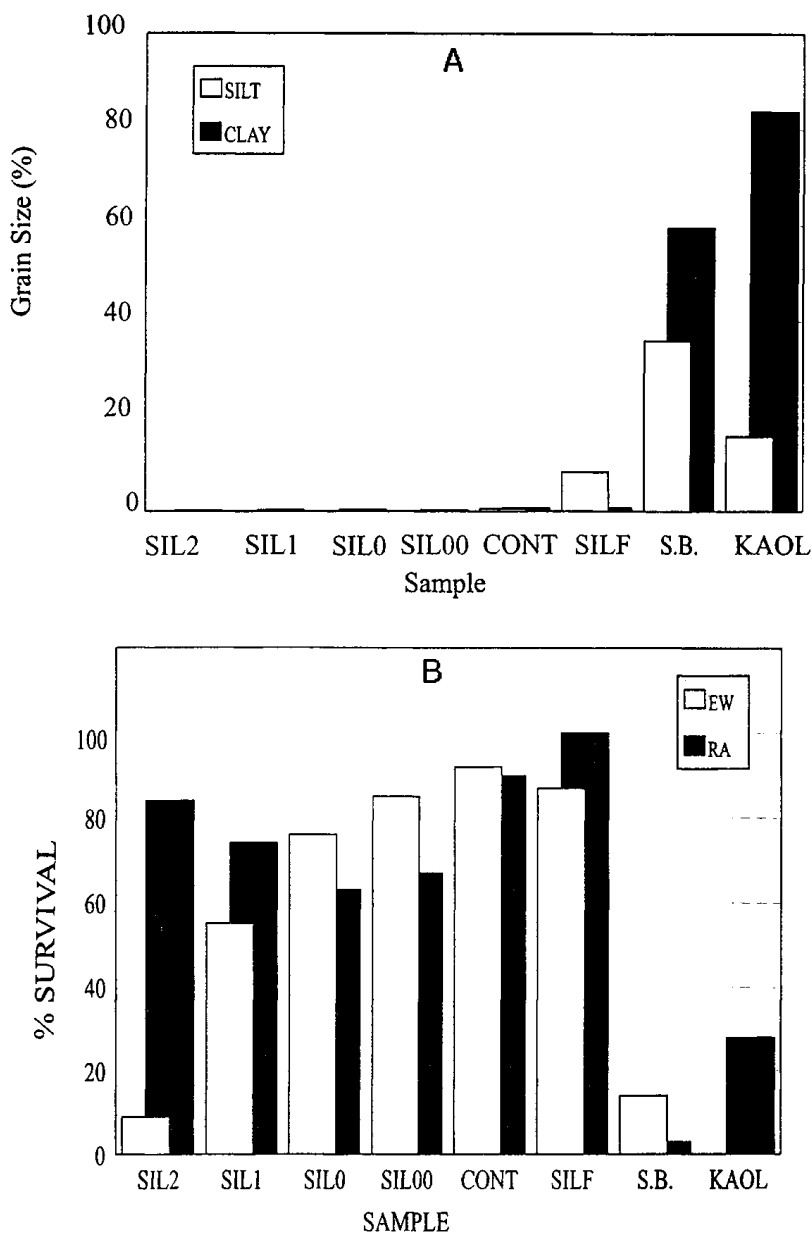 A
100
80
60
40
20
0
Grain Size (%)
SILT
CLAY
SIL2 SIL1 SIL0 SIL00 CONT SILF S.B. KAOL
Sample
B
EW
RA
100
80
60
40
20
0
% SURVIVAL
SIL2 SIL1 SIL0 SIL00 CONT SILF S.B. KAOL
SAMPLE